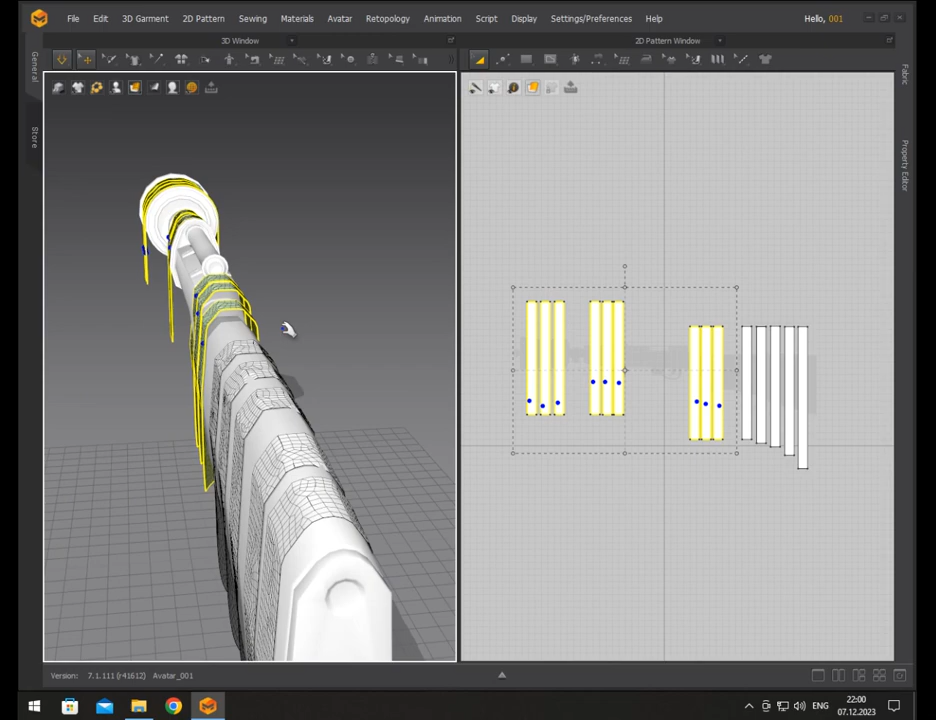 File Edit 3D Garment 2D Pattern Sewing Materials Avatar Retopology Animation Script Display Settings/Preferences Help Hello, 001
3D Window 2D Pattern Window
General
Store
Fabric
Property Editor
Version: 7.1.111 (r41612) Avatar_001
ENG
22:00
07.12.2023